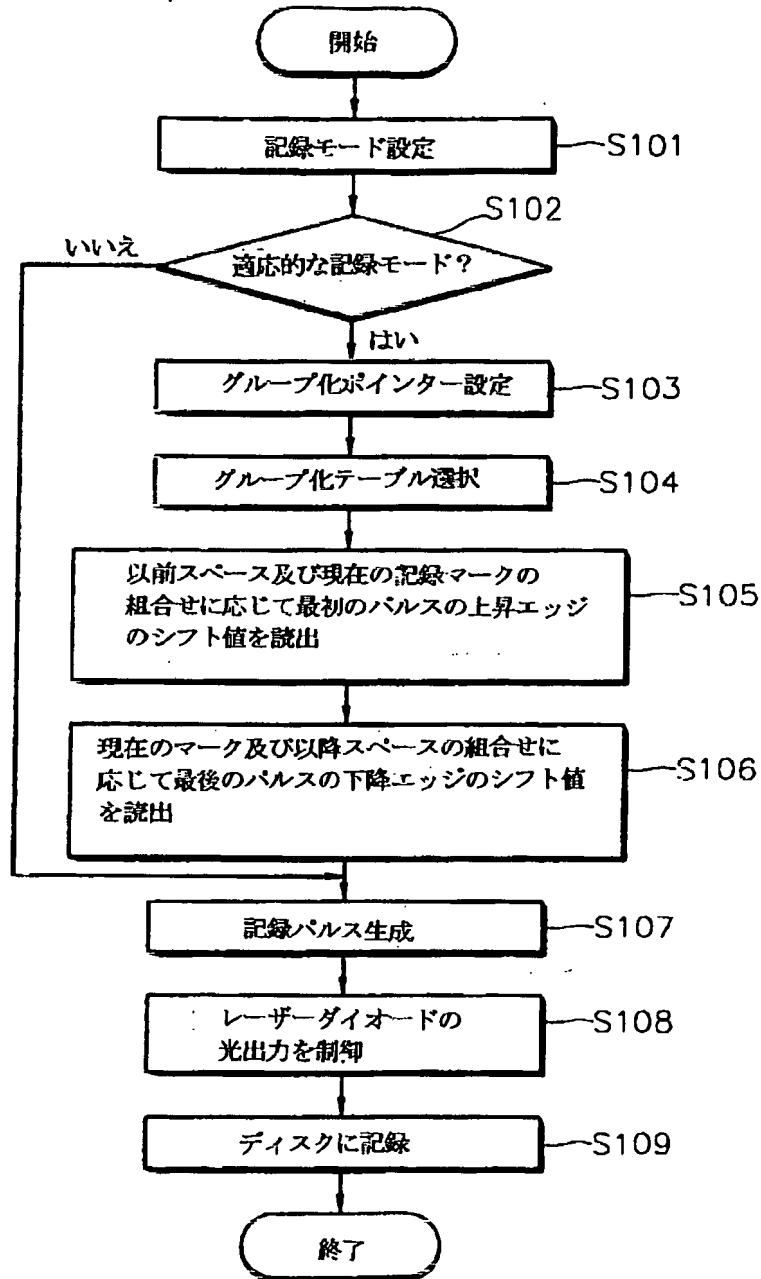 開始
記録モード設定
S101
S102
いいえ
適応的な記録モード？
はい
グループ化ポインター設定
S103
グループ化テーブル選択
S104
以前スペース及び現在の記録マークの
組合せに応じて最初のパルスの上昇エッジ
のシフト値を読出
S105
現在のマーク及び以降スペースの組合せに
応じて最後のパルスの下降エッジのシフト値
を読出
S106
記録パルス生成
S107
レーザーダイオードの
光出力を制御
S108
ディスクに記録
S109
終了